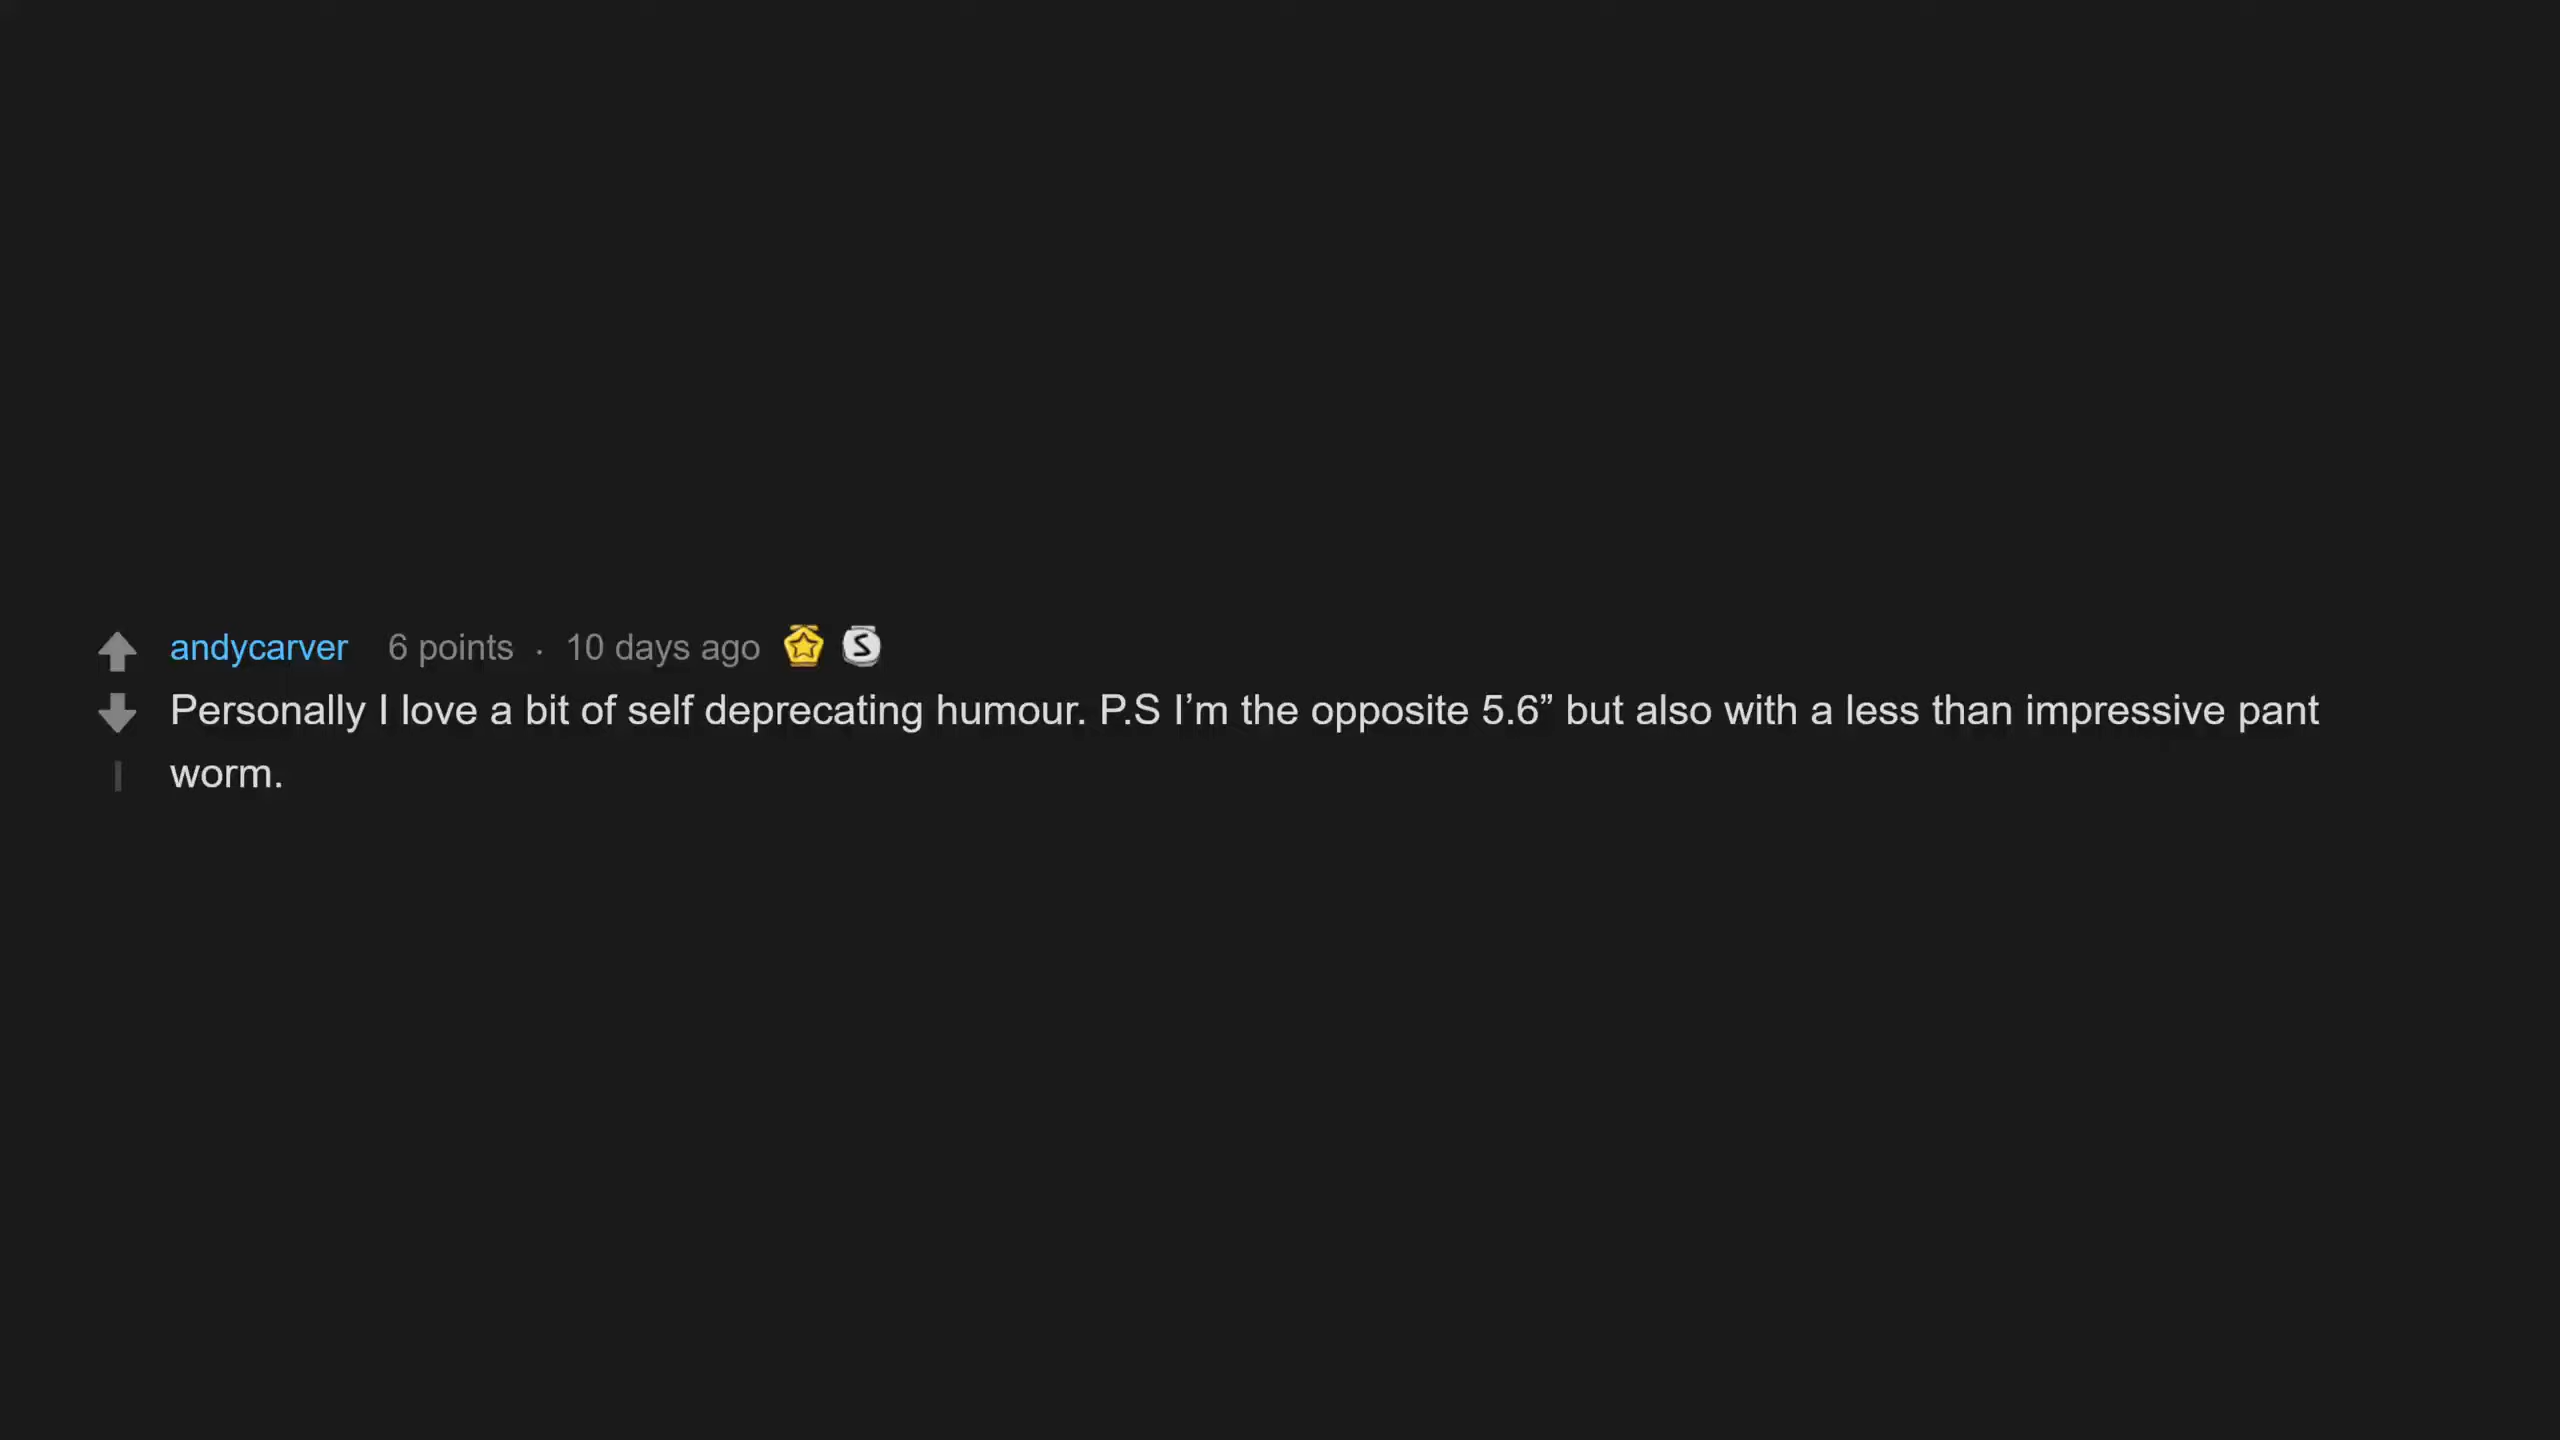 andycarver 6 points · 10 days ago
Personally I love a bit of self deprecating humour. P.S I’m the opposite 5.6” but also with a less than impressive pant
worm.